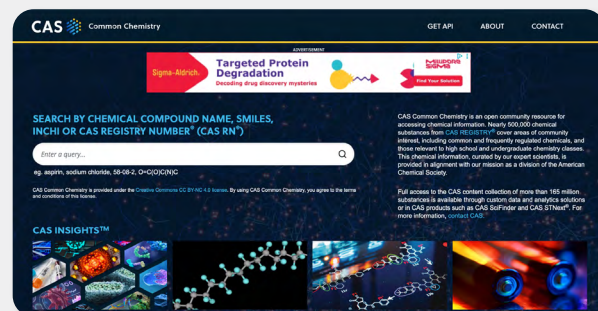 CAS Common Chemistry
GET API ABOUT CONTACT
ADVERTISEMENT
Sigma-Aldrich.
Targeted Protein
Degradation
Decoding drug discovery mysteries
Find Your Solution
SEARCH BY CHEMICAL COMPOUND NAME, SMILES,
INCHI OR CAS REGISTRY NUMBER® (CAS RN®)
Enter a query...
eg. aspirin, sodium chloride, 58-08-2, O=C(O)C(N)C
CAS Common Chemistry is provided under the Creative Commons CC BY-NC 4.0 license. By using CAS Common Chemistry, you agree to the terms
and conditions of this license.
CAS Common Chemistry is an open community resource for
accessing chemical information. Nearly 500,000 chemical
substances from CAS REGISTRY® cover areas of community
interest, including common and frequently regulated chemicals, and
those relevant to high school and undergraduate chemistry classes.
This chemical information, curated by our expert scientists, is
provided in alignment with our mission as a division of the American
Chemical Society.
Full access to the CAS content collection of more than 165 million
substances is available through custom data and analytics solutions
or in CAS products such as CAS SciFinder and CAS STNext®. For
more information, contact CAS.
CAS INSIGHTS™